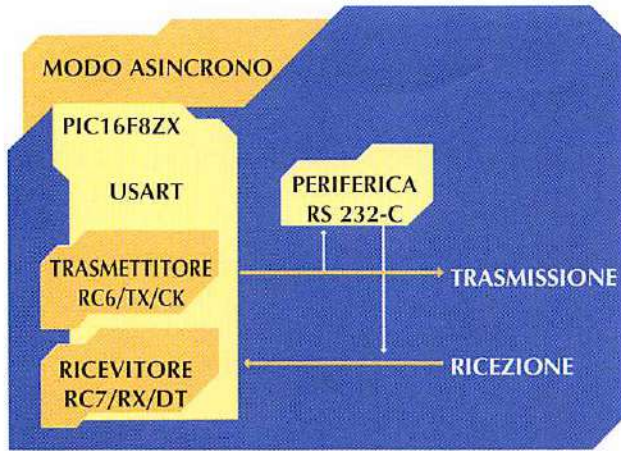 MODO ASINCRONO
PIC16F8ZX
USART
PERIFERICA
RS 232-C
TRASMETTITORE
RC6/TX/CK
TRASMISSIONE
RICEVITORE
RC7/RX/DT
RICEZIONE